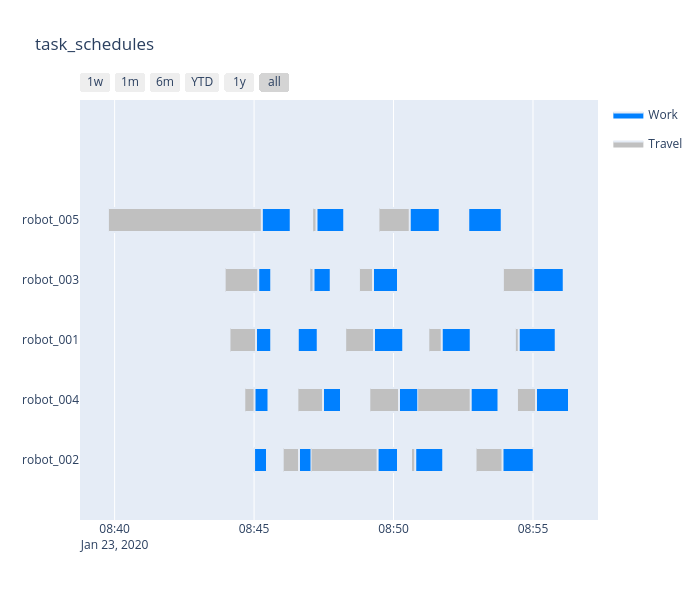 task_schedules
1w 1m 6m YTD 1y all
Work
Travel
robot_005
robot_003
robot_001
robot_004
robot_002
08:40 08:45 08:50 08:55
Jan 23, 2020